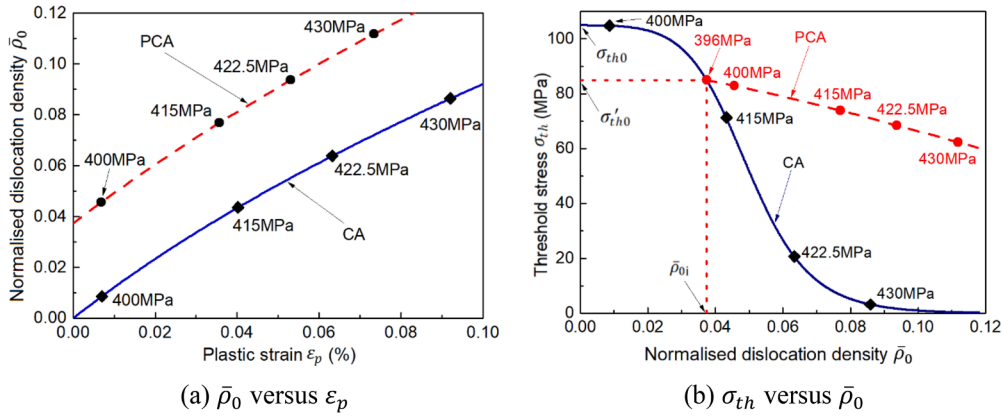 0.12
0.10
0.08
0.06
0.04
0.02
0.00
Normalised dislocation density ρ̄₀
PCA
430MPa
422.5MPa
415MPa
400MPa
430MPa
422.5MPa
415MPa
CA
400MPa
0.00 0.02 0.04 0.06 0.08 0.10
Plastic strain εₚ (%)
(a) ρ̄₀ versus εₚ
100
80
60
40
20
0
Threshold stress σₜₕ (MPa)
400MPa
σₜₕ₀
396MPa
PCA
400MPa
σ′ₜₕ₀
415MPa
415MPa
422.5MPa
430MPa
CA
422.5MPa
ρ̄₀ᵢ
430MPa
0.00 0.02 0.04 0.06 0.08 0.10 0.12
Normalised dislocation density ρ̄₀
(b) σₜₕ versus ρ̄₀